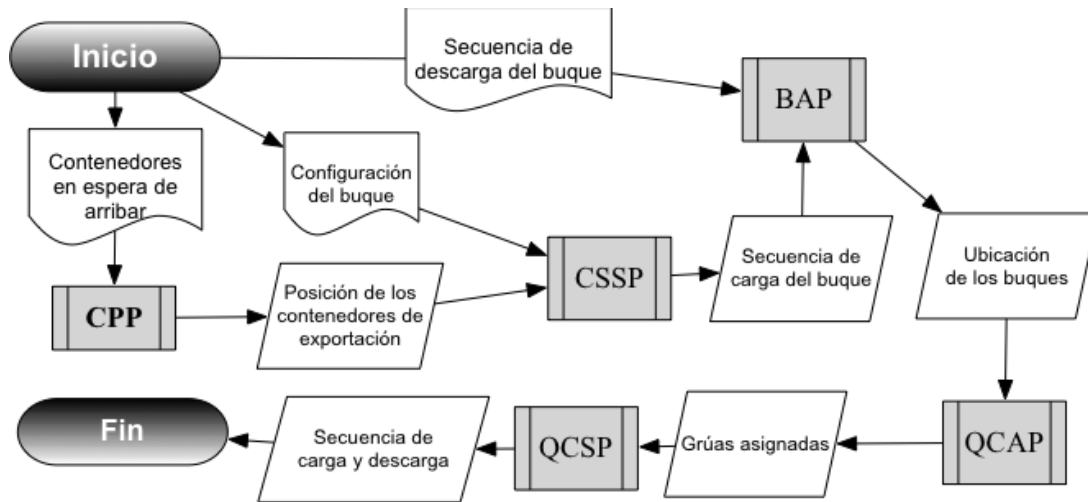 Inicio
Secuencia de
descarga del buque
BAP
Contenedores
en espera de
arribar
Configuración
del buque
CPP
Posición de los
contenedores de
exportación
CSSP
Secuencia de
carga del buque
Ubicación
de los buques
QCAP
Grúas asignadas
QCSP
Secuencia de
carga y descarga
Fin